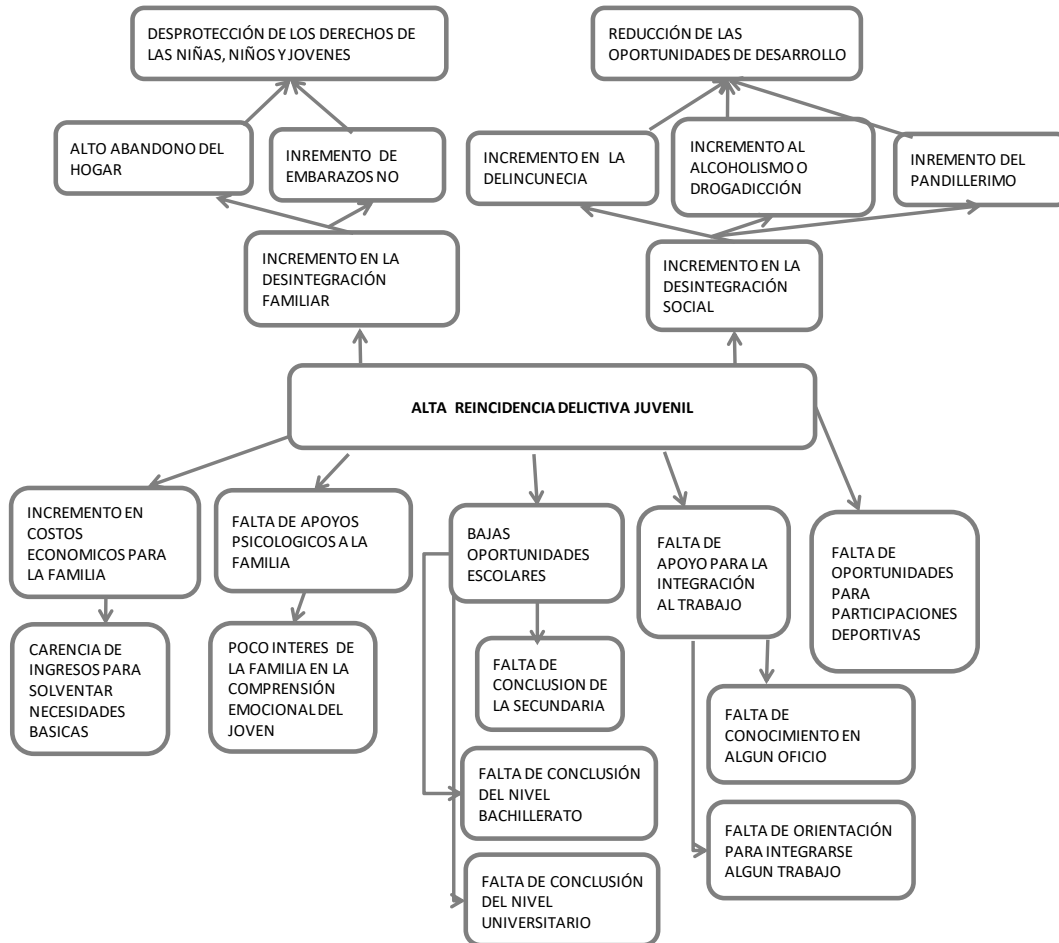 DESPROTECCIÓN DE LOS DERECHOS DE
LAS NIÑAS, NIÑOS Y JOVENES
REDUCCIÓN DE LAS
OPORTUNIDADES DE DESARROLLO
ALTO ABANDONO DEL
HOGAR
INREMENTO DE
EMBARAZOS NO
INCREMENTO EN LA
DELINCUNECIA
INCREMENTO AL
ALCOHOLISMO O
DROGADICCIÓN
INREMENTO DEL
PANDILLERIMO
INCREMENTO EN LA
DESINTEGRACIÓN
FAMILIAR
INCREMENTO EN LA
DESINTEGRACIÓN
SOCIAL
ALTA REINCIDENCIA DELICTIVA JUVENIL
INCREMENTO EN
COSTOS
ECONOMICOS PARA
LA FAMILIA
FALTA DE APOYOS
PSICOLOGICOS A LA
FAMILIA
BAJAS
OPORTUNIDADES
ESCOLARES
FALTA DE
APOYO PARA LA
INTEGRACIÓN
AL TRABAJO
FALTA DE
OPORTUNIDADES
PARA
PARTICIPACIONES
DEPORTIVAS
CARENCIA DE
INGRESOS PARA
SOLVENTAR
NECESIDADES
BASICAS
POCO INTERES DE
LA FAMILIA EN LA
COMPRENSIÓN
EMOCIONAL DEL
JOVEN
FALTA DE
CONCLUSION DE
LA SECUNDARIA
FALTA DE
CONOCIMIENTO EN
ALGUN OFICIO
FALTA DE CONCLUSIÓN
DEL NIVEL
BACHILLERATO
FALTA DE ORIENTACIÓN
PARA INTEGRARSE
ALGUN TRABAJO
FALTA DE CONCLUSIÓN
DEL NIVEL
UNIVERSITARIO